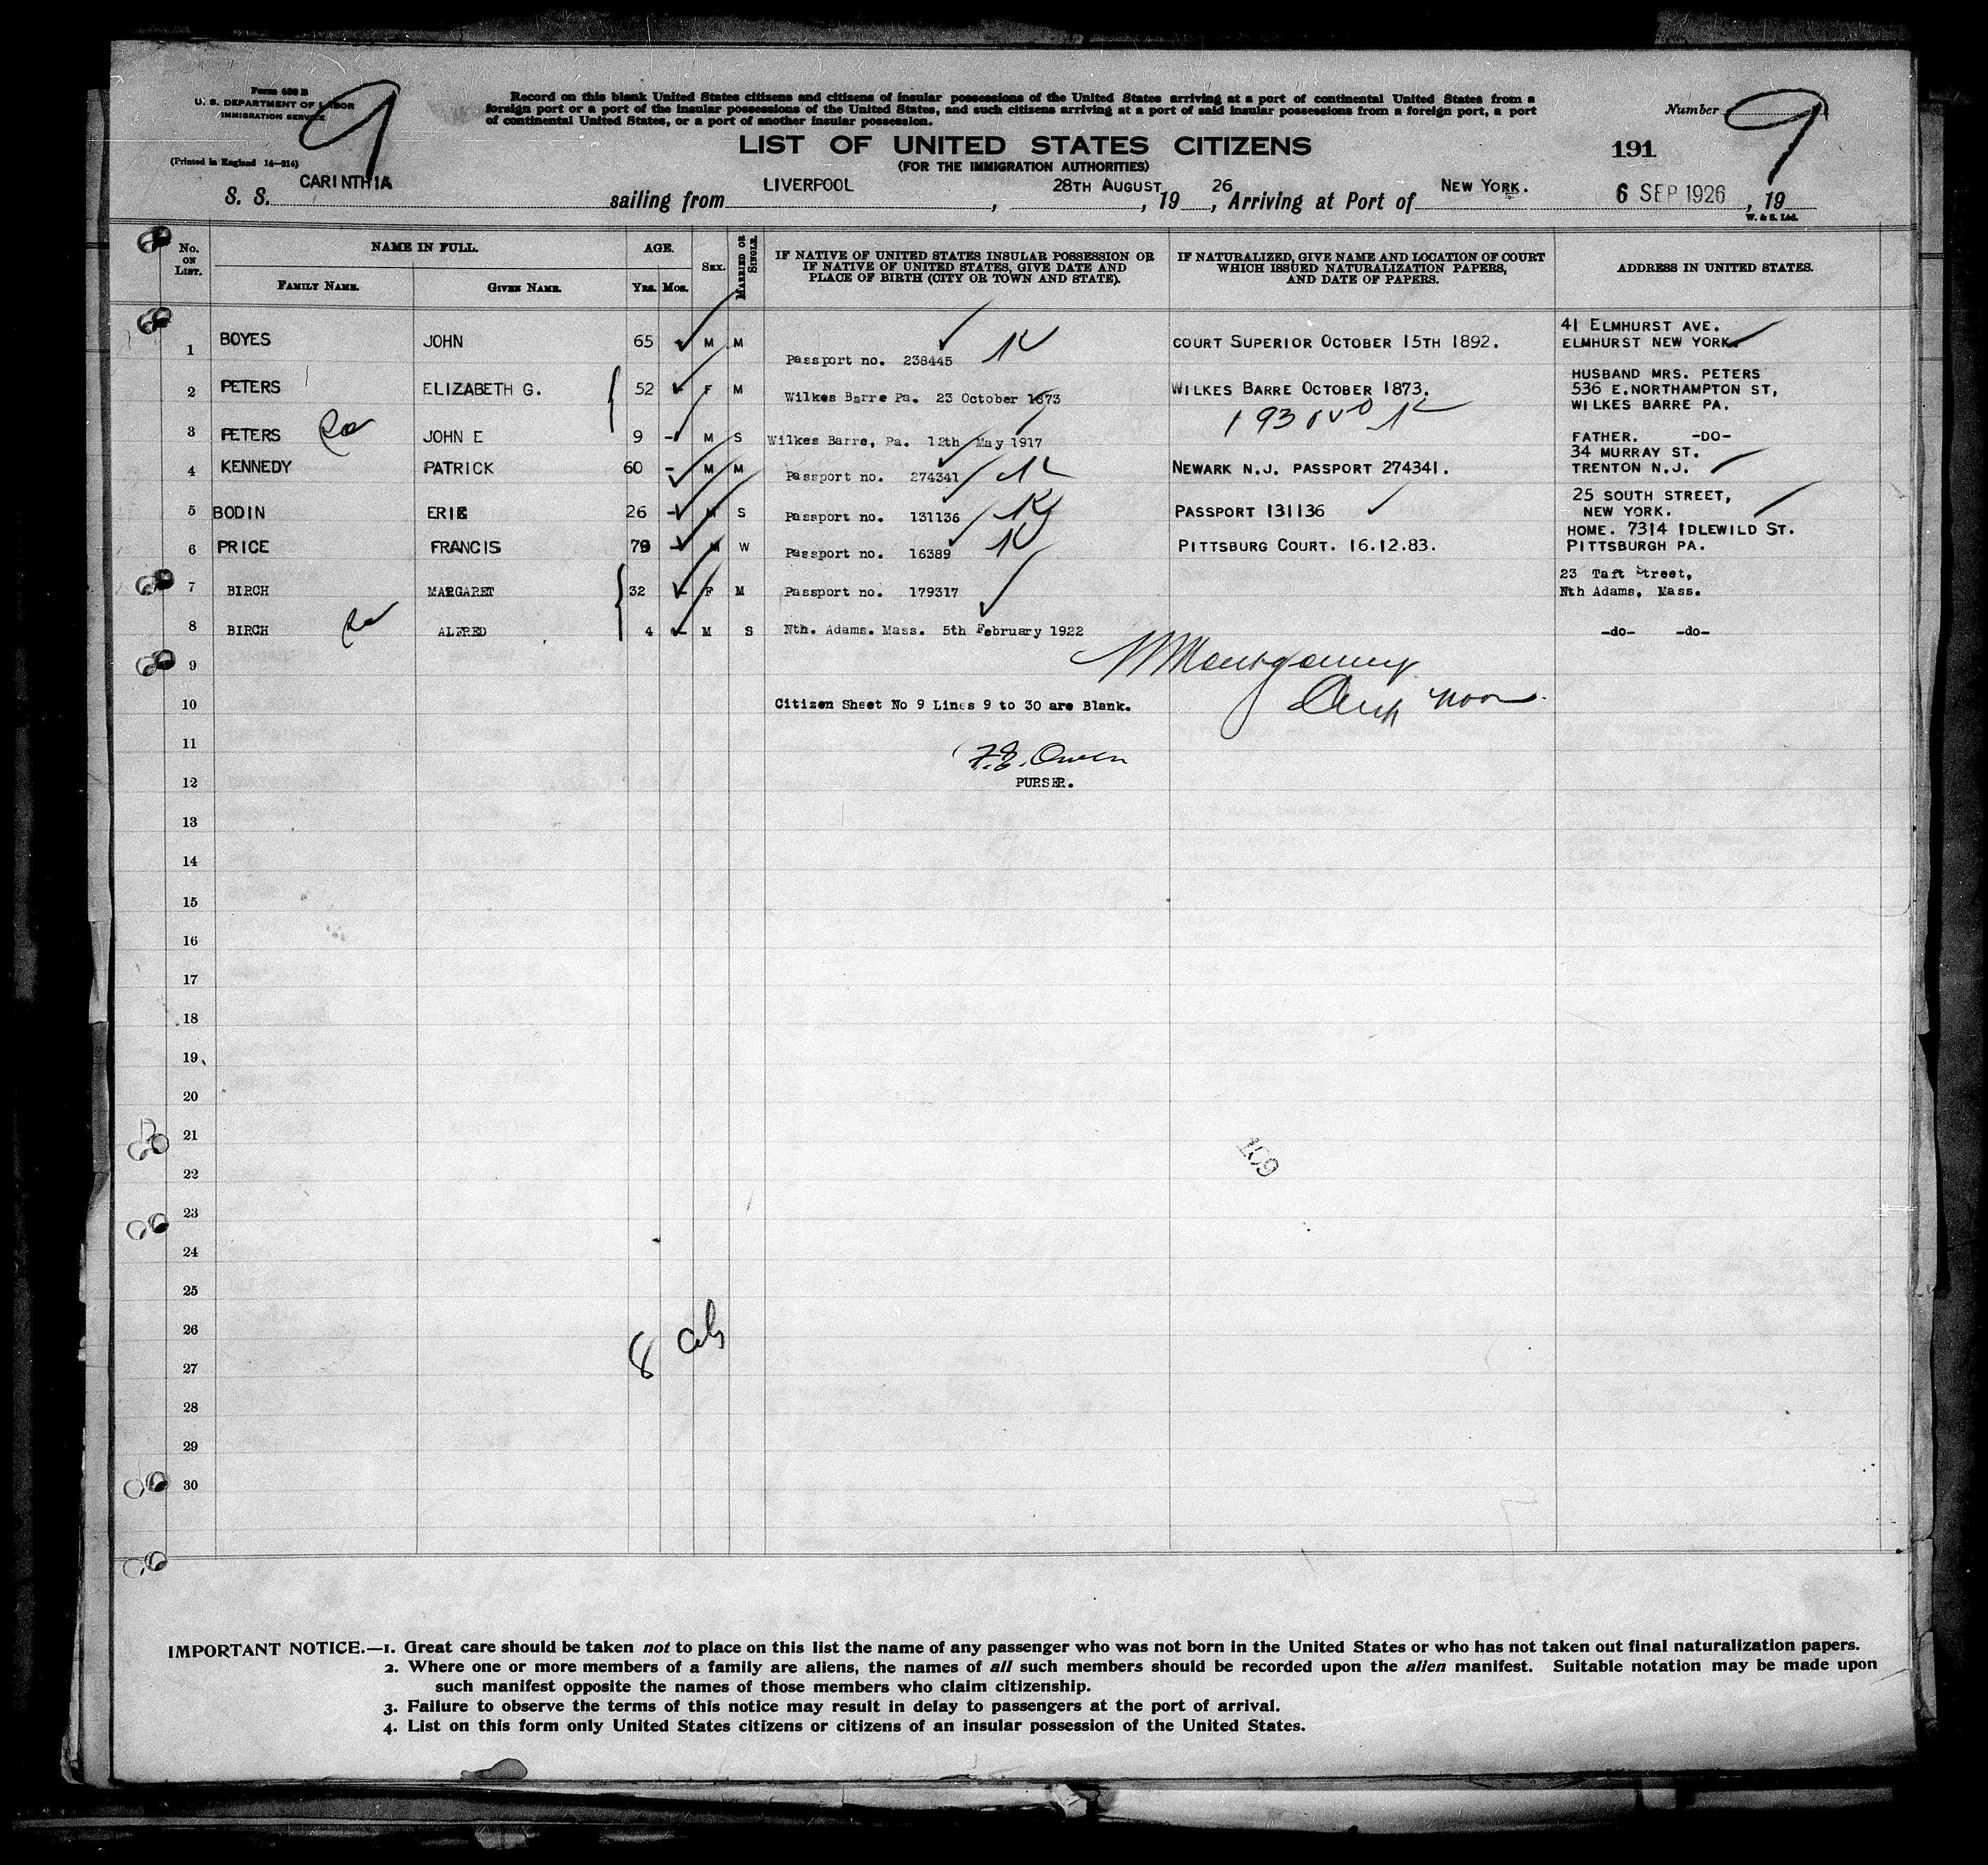 Form 630 B
U. S. DEPARTMENT OF LABOR
IMMIGRATION SERVICE
9
(Printed in England 14—214)
Record on this blank United States citizens and citizens of insular possessions of the United States arriving at a port of continental United States from a
foreign port or a port of the insular possessions of the United States, and such citizens arriving at a port of said insular possessions from a foreign port, a port
of continental United States, or a port of another insular possession.
Number 9
LIST OF UNITED STATES CITIZENS
191
(FOR THE IMMIGRATION AUTHORITIES)
S. S. CARINTHIA sailing from LIVERPOOL, 28TH AUGUST, 19 26, Arriving at Port of NEW YORK. 6 SEP 1926, 19
W. & S. Ltd.
No. ON LIST. NAME IN FULL. FAMILY NAME. GIVEN NAME. AGE. YRS. MOS. SEX. MARRIED OR SINGLE. IF NATIVE OF UNITED STATES INSULAR POSSESSION OR IF NATIVE OF UNITED STATES, GIVE DATE AND PLACE OF BIRTH (CITY OR TOWN AND STATE). IF NATURALIZED, GIVE NAME AND LOCATION OF COURT WHICH ISSUED NATURALIZATION PAPERS, AND DATE OF PAPERS. ADDRESS IN UNITED STATES.
1 BOYES JOHN 65 M M Passport no. 238445 COURT SUPERIOR OCTOBER 15TH 1892. 41 ELMHURST AVE. ELMHURST NEW YORK.
2 PETERS ELIZABETH G. 52 F M Wilkes Barre Pa. 23 October 1873 WILKES BARRE OCTOBER 1873. HUSBAND MRS. PETERS 536 E.NORTHAMPTON ST, WILKES BARRE PA.
3 PETERS JOHN E 9 - M S Wilkes Barre, Pa. 12th May 1917 FATHER. -DO-
4 KENNEDY PATRICK 60 - M M Passport no. 274341 NEWARK N.J. PASSPORT 274341. 34 MURRAY ST. TRENTON N.J.
5 BODIN ERIC 26 - M S Passport no. 131136 PASSPORT 131136 25 SOUTH STREET, NEW YORK.
6 PRICE FRANCIS 79 - M W Passport no. 16389 PITTSBURG COURT. 16.12.83. HOME. 7314 IDLEWILD ST. PITTSBURGH PA.
7 BIRCH MARGARET 32 - F M Passport no. 179317 23 Taft Street, Nth Adams, Mass.
8 BIRCH ALFRED 4 - M S Nth. Adams. Mass. 5th February 1922 -do- -do-
9 Montgomery
10 Citizen Sheet No 9 Lines 9 to 30 are Blank.
11 F.E. Owen
12 PURSER.
13
14
15
16
17
18
19
20
21
109
22
23
24
25
26
8
27
28
29
30
IMPORTANT NOTICE.—1. Great care should be taken not to place on this list the name of any passenger who was not born in the United States or who has not taken out final naturalization papers.
2. Where one or more members of a family are aliens, the names of all such members should be recorded upon the alien manifest. Suitable notation may be made upon
such manifest opposite the names of those members who claim citizenship.
3. Failure to observe the terms of this notice may result in delay to passengers at the port of arrival.
4. List on this form only United States citizens or citizens of an insular possession of the United States.